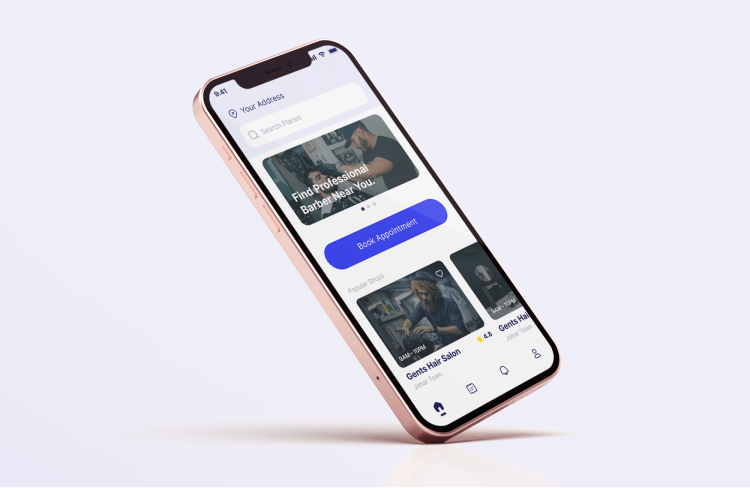 9:41
Your Address
Search Places
Find Professional
Barber Near You.
Book Appointment
Popular Shops
9AM - 10PM
9AM - 10PM
Gents Hair Salon
4.8
Gents Hai
Johar Town
Johar Town